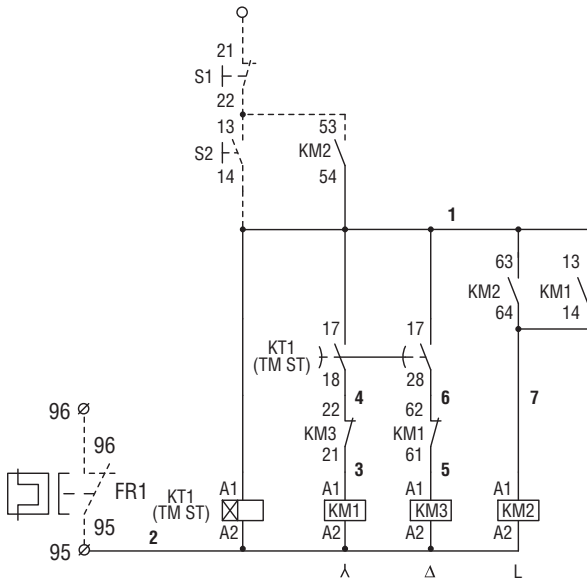 21
S1
22
13
53
S2
KM2
14
54
1
63
13
KM2
KM1
64
14
17
17
KT1
(TM ST)
18
28
4
6
7
22
62
KM3
KM1
21
61
3
5
96
96
FR1
95
95
KT1
(TM ST)
A1
A1
A1
A1
KM1
KM3
KM2
A2
A2
A2
A2
2
⅄
Δ
L